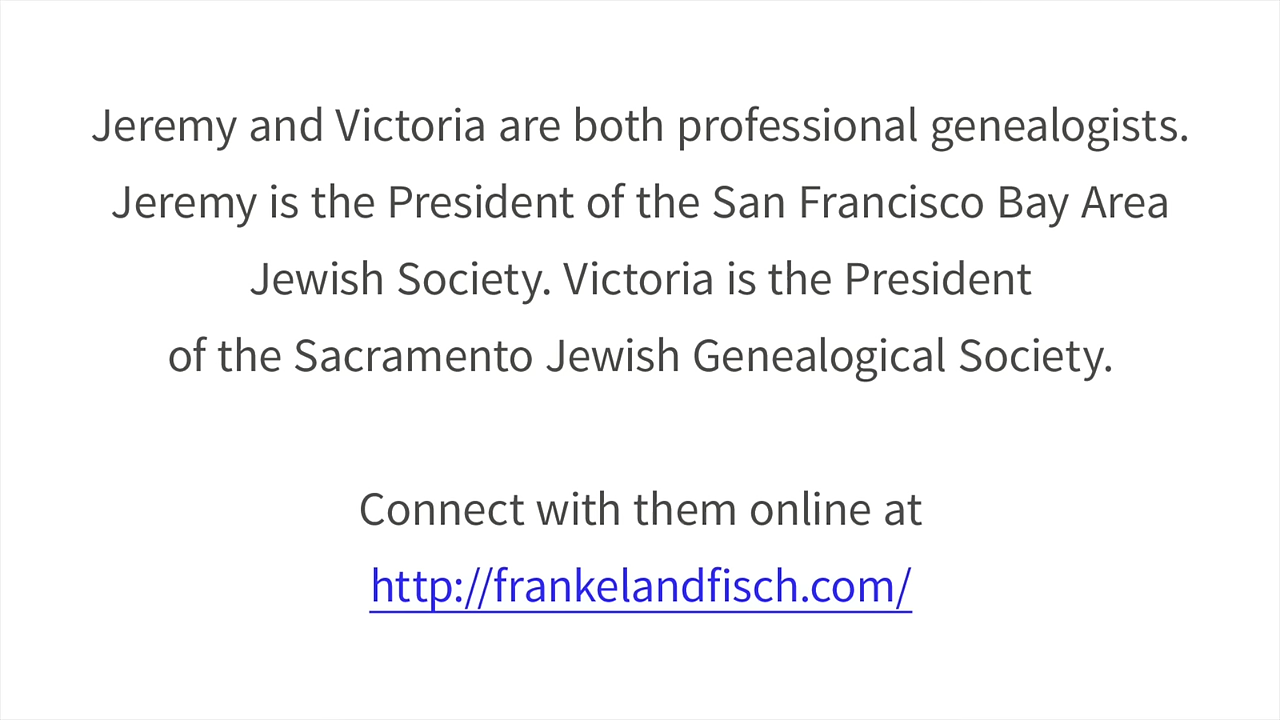 Jeremy and Victoria are both professional genealogists.
Jeremy is the President of the San Francisco Bay Area
Jewish Society. Victoria is the President
of the Sacramento Jewish Genealogical Society.
Connect with them online at
http://frankelandfisch.com/